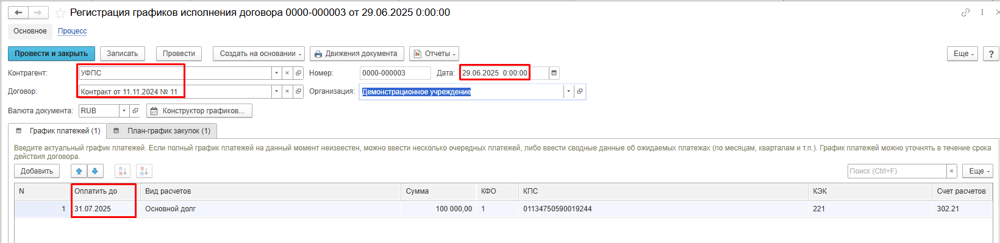 Регистрация графиков исполнения договора 0000-000003 от 29.06.2025 0:00:00
Основное Процесс
Провести и закрыть Записать Провести Создать на основании Движения документа Отчеты Еще ?
Контрагент: УФПС Номер: 0000-000003 Дата: 29.06.2025 0:00:00
Договор: Контракт от 11.11.2024 № 11 Организация: Демонстрационное учреждение
Валюта документа: RUB Конструктор графиков...
График платежей (1) План-график закупок (1)
Введите актуальный график платежей. Если полный график платежей на данный момент неизвестен, можно ввести несколько очередных платежей, либо ввести сводные данные об ожидаемых платежах (по месяцам, кварталам и т.п.). График платежей можно уточнять в течение срока
действия договора.
Добавить Поиск (Ctrl+F) × Еще
N Оплатить до Вид расчетов Сумма КФО КПС КЭК Счет расчетов
1 31.07.2025 Основной долг 100 000,00 1 01134750590019244 221 302.21